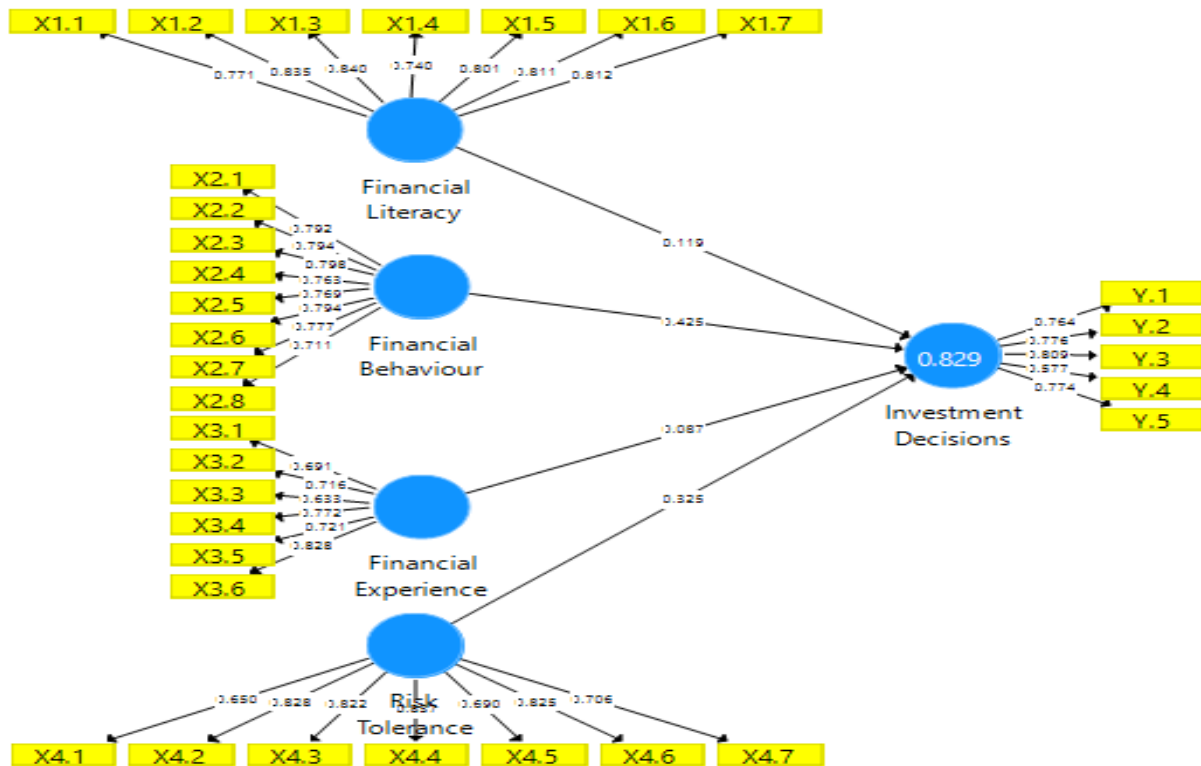 X1.1 X1.2 X1.3 X1.4 X1.5 X1.6 X1.7
0.771 0.835 0.840 0.740 0.801 0.811 0.812
Financial
Literacy
X2.1
X2.2
X2.3
X2.4
X2.5
X2.6
X2.7
X2.8
0.792
0.794
0.798
0.763
0.769
0.794
0.777
0.711
Financial
Behaviour
X3.1
X3.2
X3.3
X3.4
X3.5
X3.6
0.691
0.716
0.633
0.772
0.721
0.828
Financial
Experience
0.119
0.425
0.087
0.325
0.829
Investment
Decisions
0.764
0.776
0.809
0.577
0.774
Y.1
Y.2
Y.3
Y.4
Y.5
Risk
Tolerance
0.650 0.828 0.822 0.690 0.825 0.706
X4.1 X4.2 X4.3 X4.4 X4.5 X4.6 X4.7